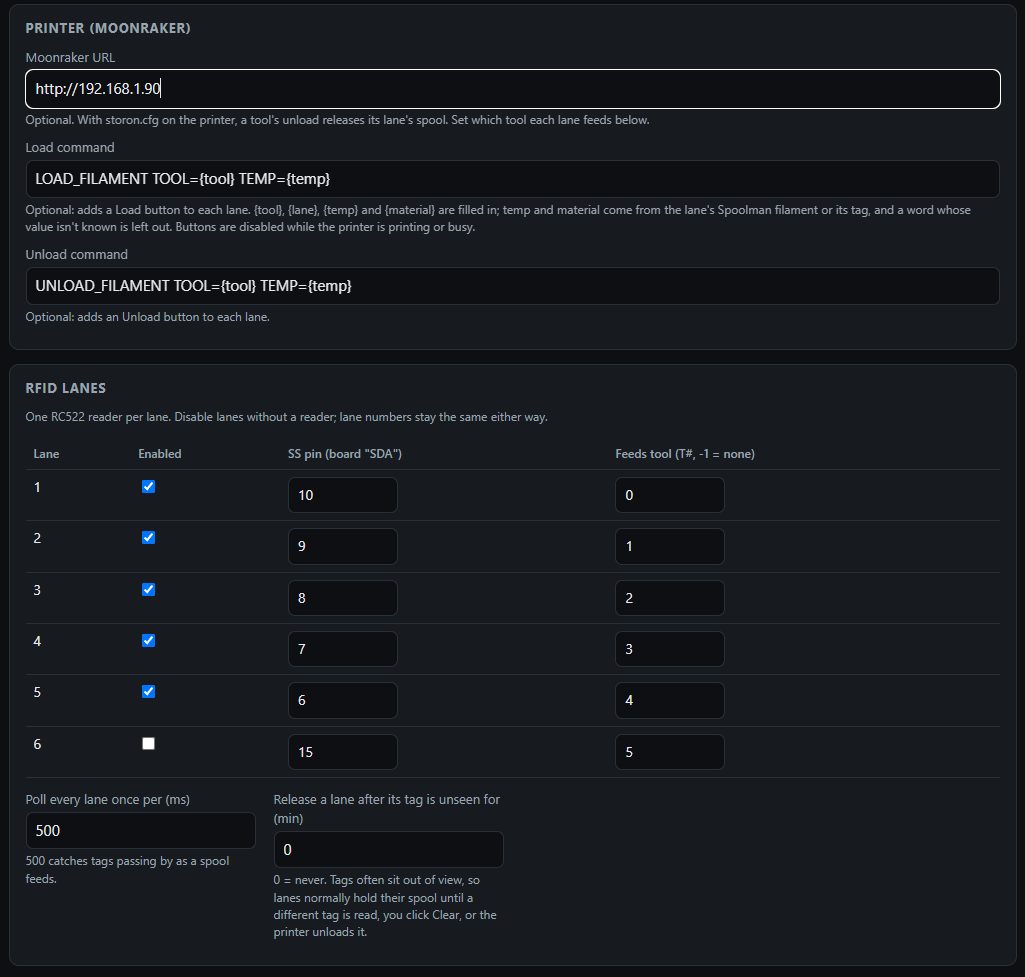 PRINTER (MOONRAKER)
Moonraker URL
http://192.168.1.90
Optional. With storon.cfg on the printer, a tool's unload releases its lane's spool. Set which tool each lane feeds below.
Load command
LOAD_FILAMENT TOOL={tool} TEMP={temp}
Optional: adds a Load button to each lane. {tool}, {lane}, {temp} and {material} are filled in; temp and material come from the lane's Spoolman filament or its tag, and a word whose
value isn't known is left out. Buttons are disabled while the printer is printing or busy.
Unload command
UNLOAD_FILAMENT TOOL={tool} TEMP={temp}
Optional: adds an Unload button to each lane.
RFID LANES
One RC522 reader per lane. Disable lanes without a reader; lane numbers stay the same either way.
Lane Enabled SS pin (board "SDA") Feeds tool (T#, -1 = none)
1 10 0
2 9 1
3 8 2
4 7 3
5 6 4
6 15 5
Poll every lane once per (ms)
500
500 catches tags passing by as a spool
feeds.
Release a lane after its tag is unseen for
(min)
0
0 = never. Tags often sit out of view, so
lanes normally hold their spool until a
different tag is read, you click Clear, or the
printer unloads it.